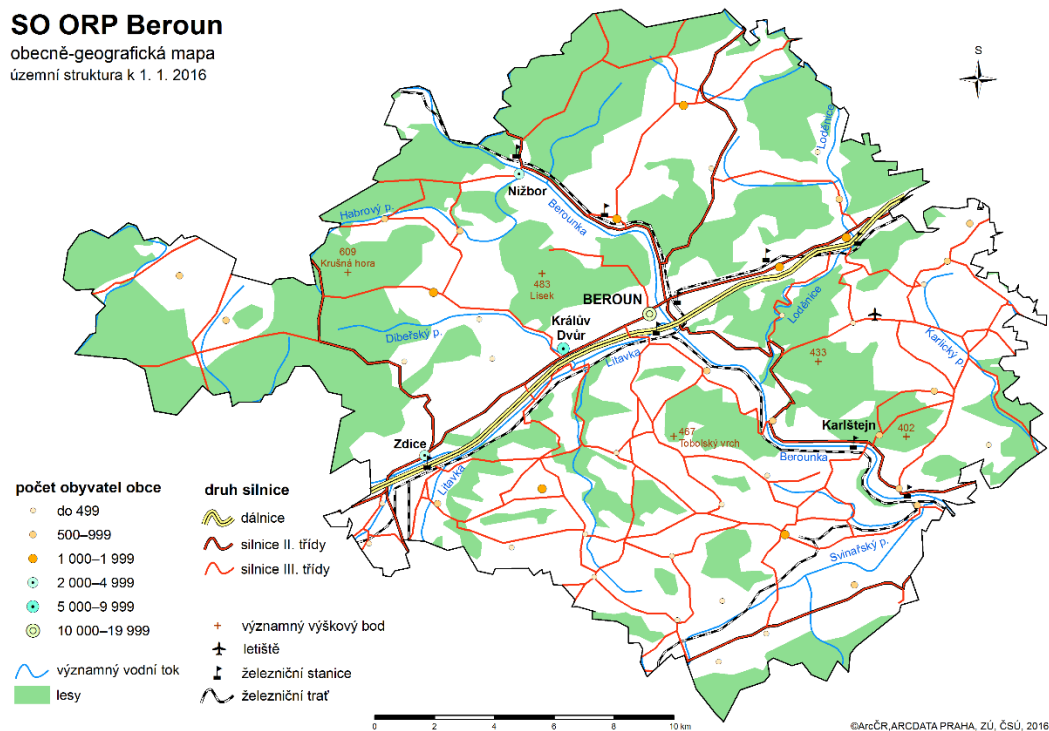 SO ORP Beroun
obecně-geografická mapa
územní struktura k 1. 1. 2016
S
Loděnice
Nižbor
Habrový p.
Berounka
609
Krušná hora
483
Lísek
BEROUN
Loděnice
Králův
Dvůr
Dibeřský p.
Litavka
Karlický p.
433
Karlštejn
402
467
Tobolský vrch
Zdice
Berounka
Litavka
Svinařský p.
počet obyvatel obce
do 499
500–999
1 000–1 999
2 000–4 999
5 000–9 999
10 000–19 999
významný vodní tok
lesy
druh silnice
dálnice
silnice II. třídy
silnice III. třídy
významný výškový bod
letiště
železniční stanice
železniční trať
0 2 4 6 8 10 km
©ArcČR,ARCDATA PRAHA, ZÚ, ČSÚ, 2016